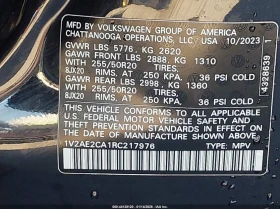 MFD BY VOLKSWAGEN GROUP OF AMERICA
CHATTANOOGA OPERATIONS, LLC/ USA 10/2023
GVWR LBS 5776, KG 2620
GAWR FRONT LBS 2888, KG 1310
WITH 255/50R20 TIRES,
8JX20 RIMS, AT 250 KPA, 36 PSI COLD
GAWR REAR LBS 2998, KG 1360
WITH 255/50R20 TIRES,
8JX20 RIMS, AT 250 KPA, 36 PSI COLD
THIS VEHICLE CONFORMS TO ALL APPLICABLE
U.S. FEDERAL MOTOR VEHICLE SAFETY AND
THEFT PREVENTION STANDARDS IN EFFECT ON
THE DATE OF MANUFACTURE SHOWN ABOVE
1V2AE2CA1RC217976 TYPE: MPV
4328639